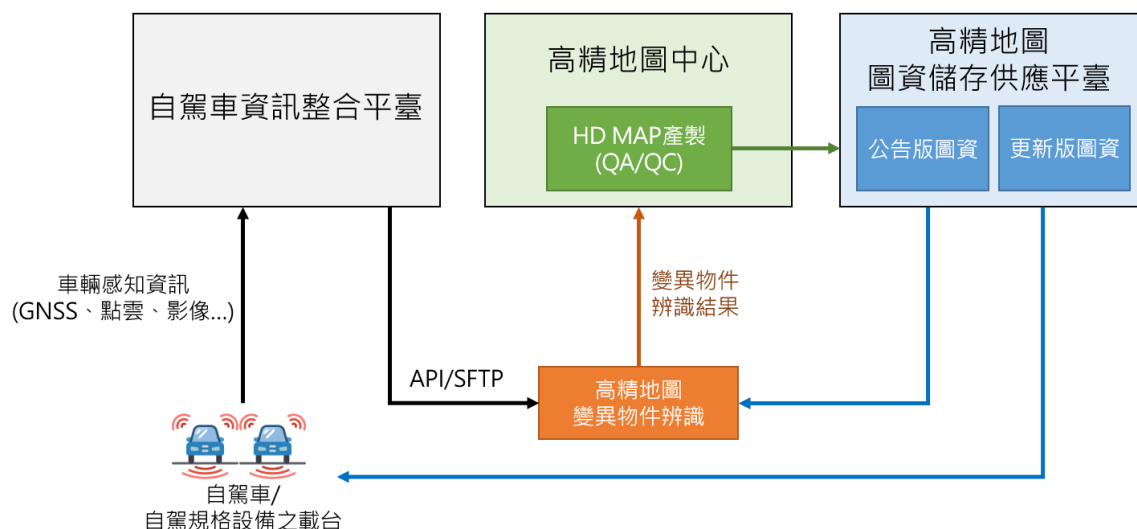 自駕車資訊整合平臺
高精地圖中心
HD MAP產製
(QA/QC)
高精地圖
圖資儲存供應平臺
公告版圖資
更新版圖資
車輛感知資訊
(GNSS、點雲、影像...)
變異物件
辨識結果
API/SFTP
高精地圖
變異物件辨識
自駕車/
自駕規格設備之載台